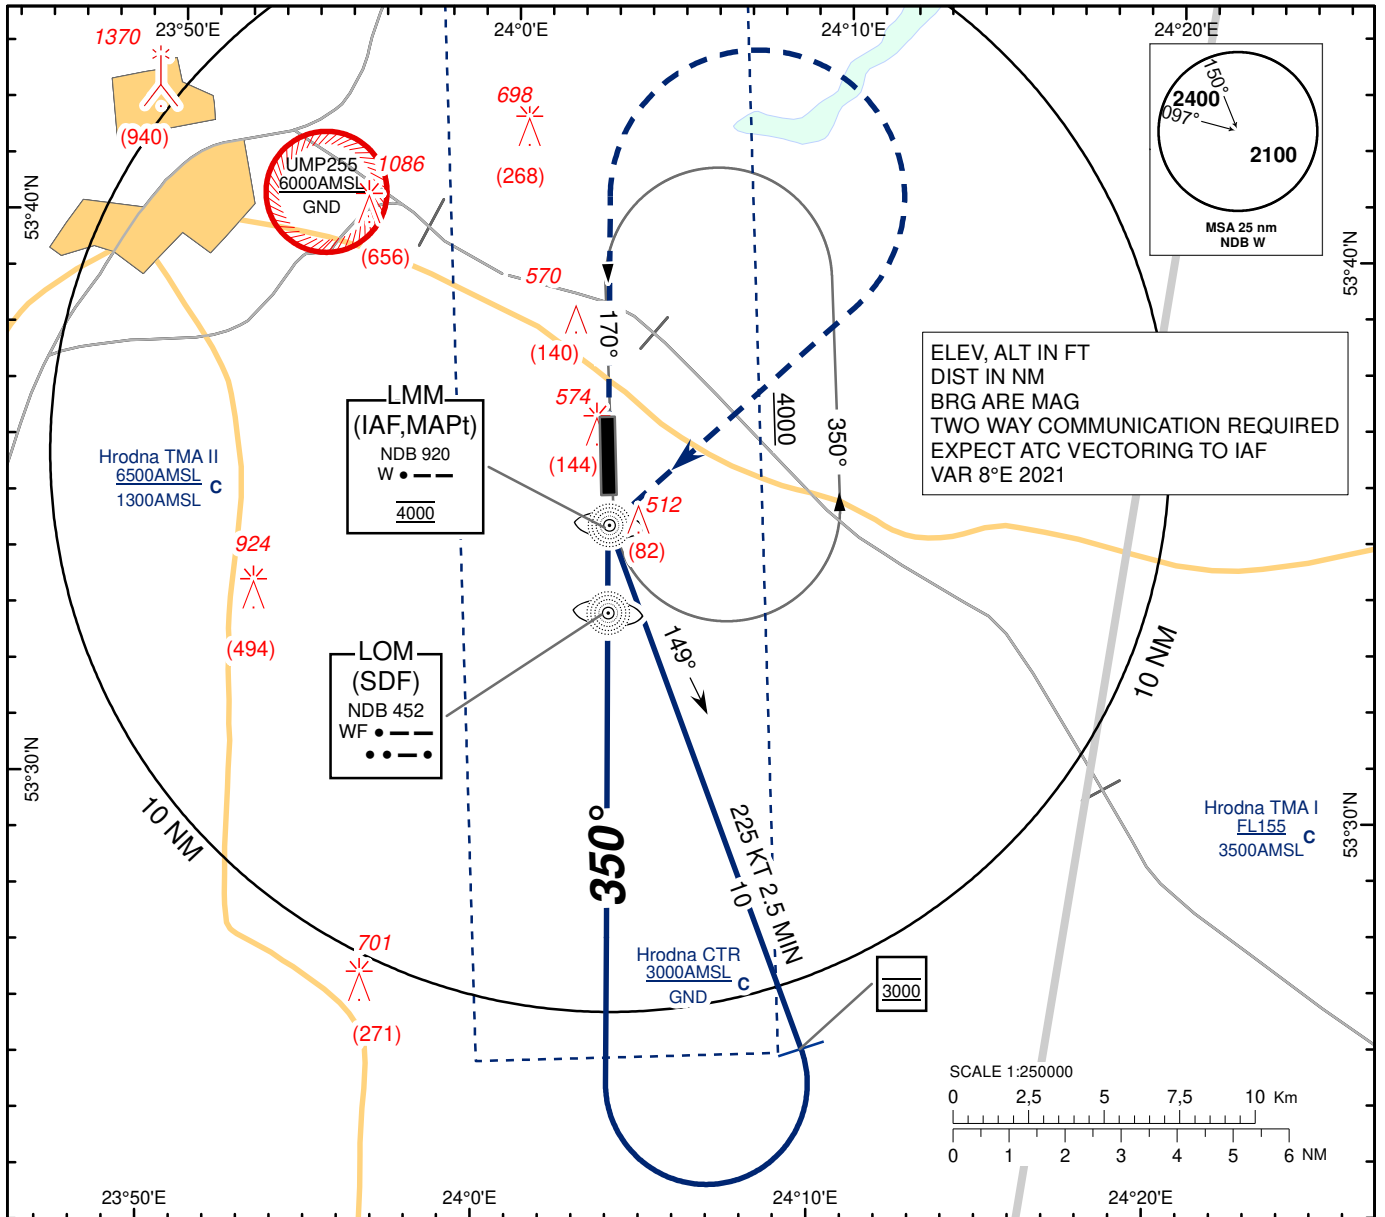 23°50'E
24°0'E
24°10'E
24°20'E
1370
(940)
698
(268)
UMP255
6000AMSL
GND
1086
(656)
150°
2400
097°
2100
MSA 25 nm
NDB W
53°40'N
53°40'N
570
(140)
170°
574
(144)
4000
350°
ELEV, ALT IN FT
DIST IN NM
BRG ARE MAG
TWO WAY COMMUNICATION REQUIRED
EXPECT ATC VECTORING TO IAF
VAR 8°E 2021
LMM
(IAF,MAPt)
NDB 920
W
4000
Hrodna TMA II
6500AMSL
C
1300AMSL
512
(82)
924
(494)
LOM
(SDF)
NDB 452
WF
149°
10 NM
10 NM
53°30'N
53°30'N
350°
225 KT 2.5 MIN
10
Hrodna TMA I
FL155
C
3500AMSL
701
(271)
Hrodna CTR
3000AMSL
C
GND
3000
SCALE 1:250000
0 2,5 5 7,5 10 Km
0 1 2 3 4 5 6 NM
23°50'E
24°0'E
24°10'E
24°20'E